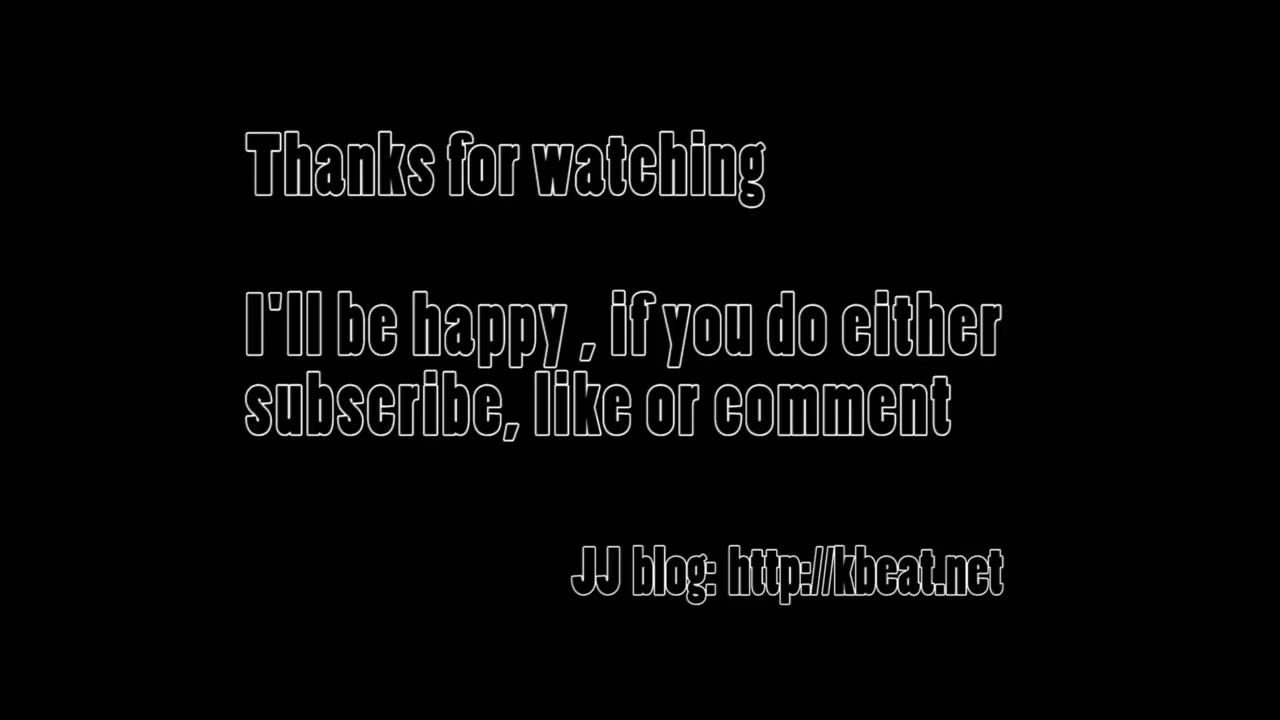 Thanks for watching
I'll be happy , if you do either
subscribe, like or comment
JJ blog: http://kbeat.net